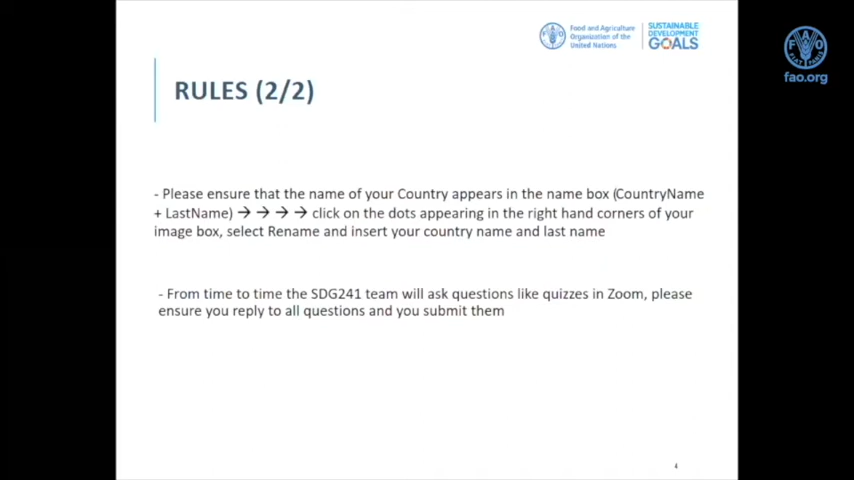 Food and Agriculture
Organization of the
United Nations
SUSTAINABLE
DEVELOPMENT
GOALS
FAO
FIAT PANIS
fao.org
RULES (2/2)
- Please ensure that the name of your Country appears in the name box (CountryName
+ LastName) → → → → click on the dots appearing in the right hand corners of your
image box, select Rename and insert your country name and last name
- From time to time the SDG241 team will ask questions like quizzes in Zoom, please
ensure you reply to all questions and you submit them
4